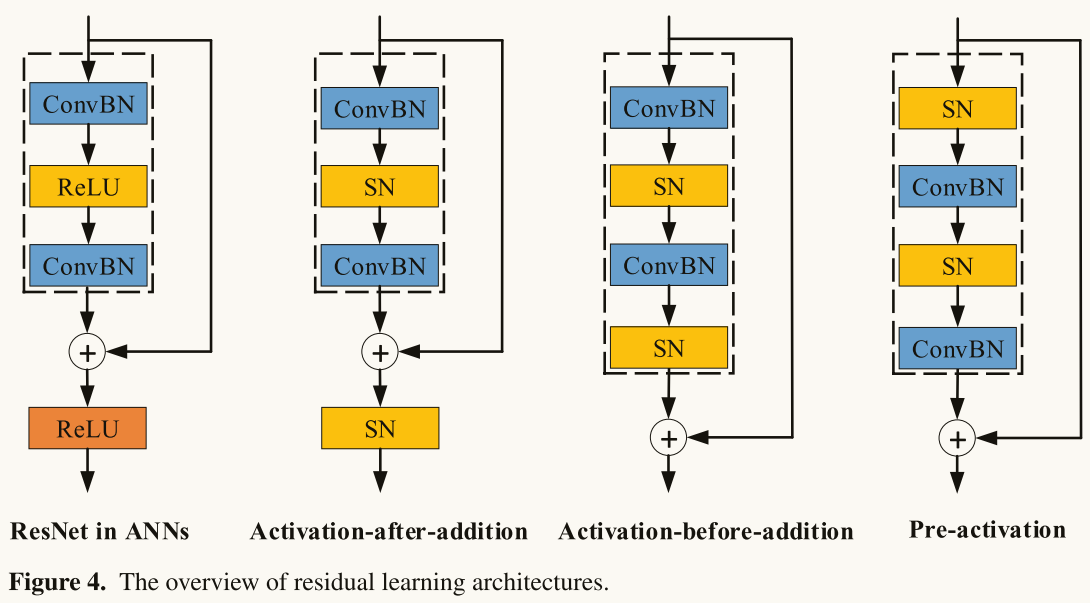 ConvBN
ReLU
ConvBN
+
ReLU
ResNet in ANNs
ConvBN
SN
ConvBN
+
SN
Activation-after-addition
ConvBN
SN
ConvBN
SN
+
Activation-before-addition
SN
ConvBN
SN
ConvBN
+
Pre-activation
Figure 4. The overview of residual learning architectures.